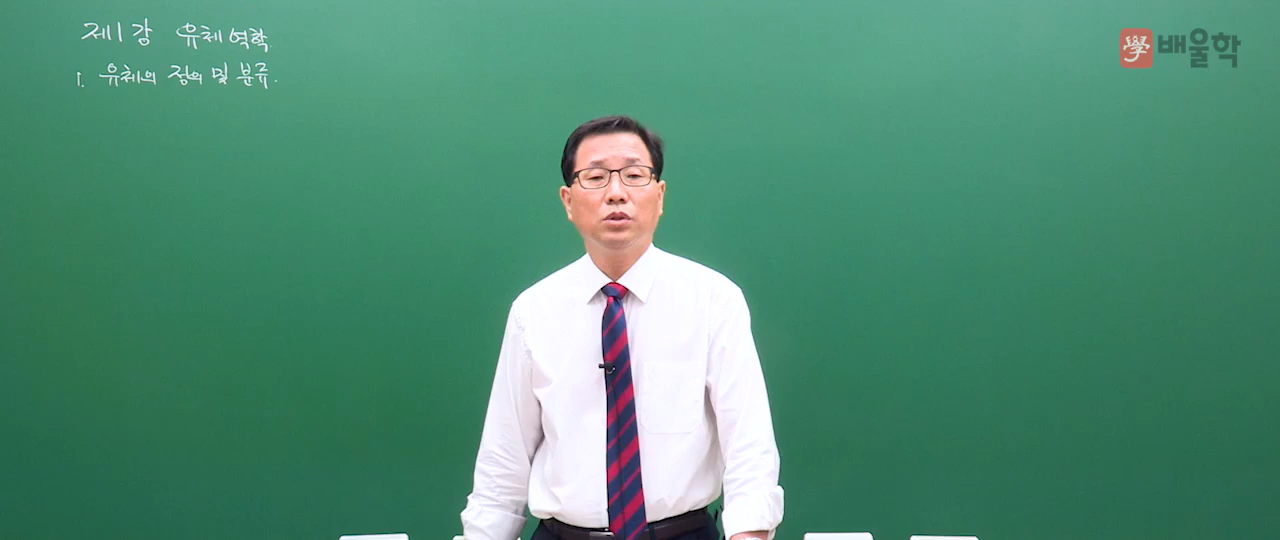 제1강 유체역학.
1. 유체의 정의 및 분류.
學 배울학